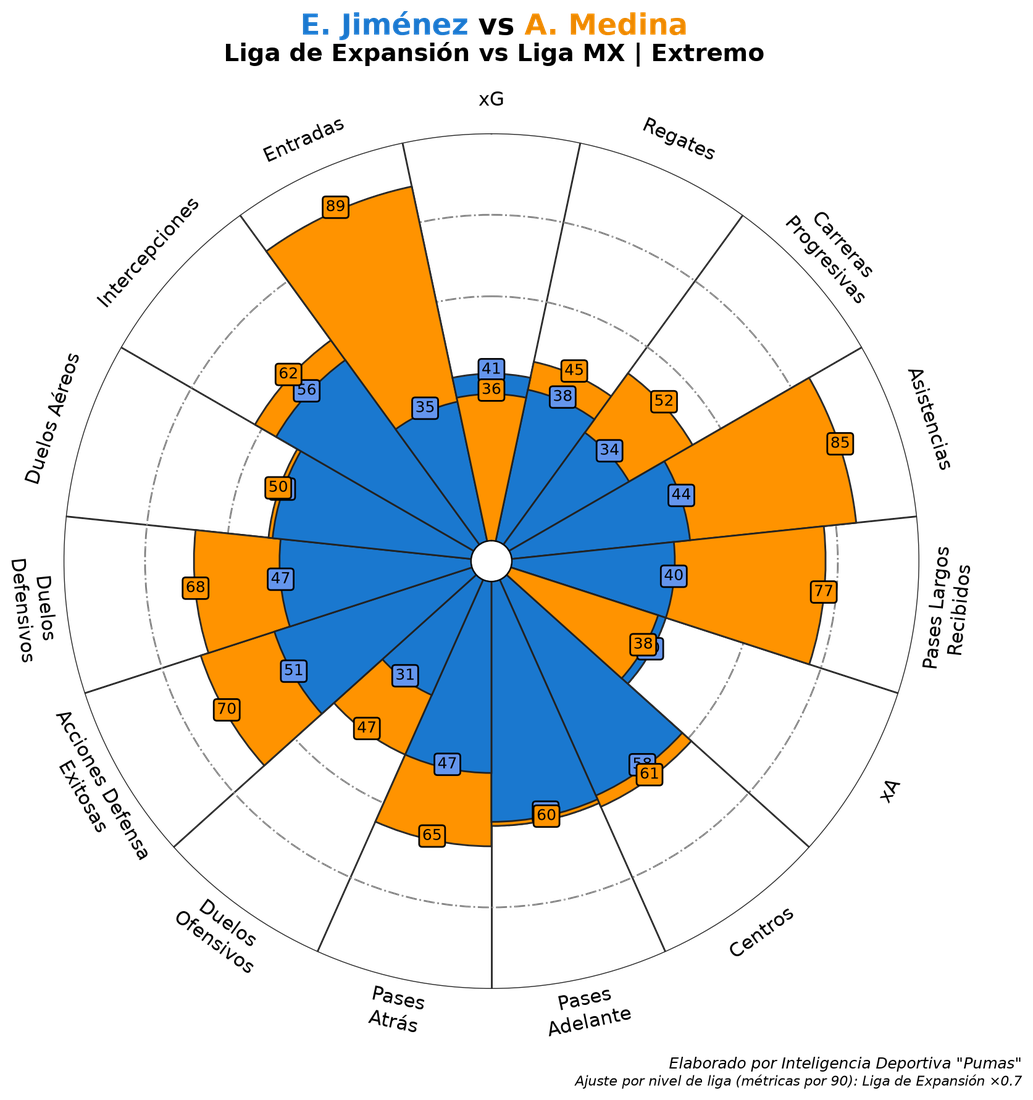 E. Jiménez vs A. Medina
Liga de Expansión vs Liga MX | Extremo
xG
Regates
Carreras
Progresivas
Asistencias
Pases Largos
Recibidos
xA
Centros
Pases
Adelante
Pases
Atrás
Duelos
Ofensivos
Acciones Defensa
Exitosas
Duelos
Defensivos
Duelos Aéreos
Intercepciones
Entradas
41
36
45
38
52
34
85
44
77
40
38
58
61
60
65
47
47
31
70
51
68
47
50
62
56
89
35
Elaborado por Inteligencia Deportiva "Pumas"
Ajuste por nivel de liga (métricas por 90): Liga de Expansión ×0.7